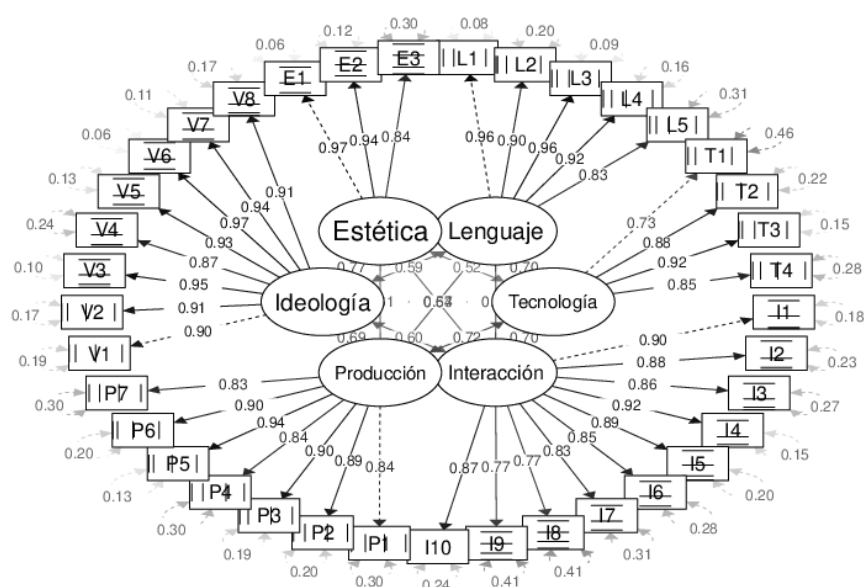 0.30 0.08
0.12 0.20
0.06 E3 L1 0.09
0.17 E2 L2 0.16
E1 L3
0.11 V8 L4 0.31
V7 L5
0.06 V6 0.96 0.90 0.96 0.46
0.97 0.94 0.84 0.92 T1
0.13 V5 0.91 0.83 T2 0.22
0.94
0.24 V4 0.97 Estética Lenguaje 0.73 T3 0.15
0.93 0.88
0.10 V3 0.87 0.92 T4 0.28
0.95 0.77 0.59 0.52 0.70 0.85
0.17 V2 0.91 Ideología Tecnología I1 0.18
0.90
0.19 V1 0.69 0.60 0.72 0.70 0.90 I2 0.23
0.88
P7 0.83 Producción Interacción 0.86 I3
0.30 0.90 0.92 0.27
P6 0.94 0.89 I4
0.20 0.84 0.85 0.15
P5 0.90 0.83 I5
0.13 0.89 0.84 0.87 0.77 0.77 0.20
P4 I6
0.30 P3 I7 0.28
0.19 P2 P1 I10 I9 I8 0.31
0.20 0.30 0.24 0.41 0.41